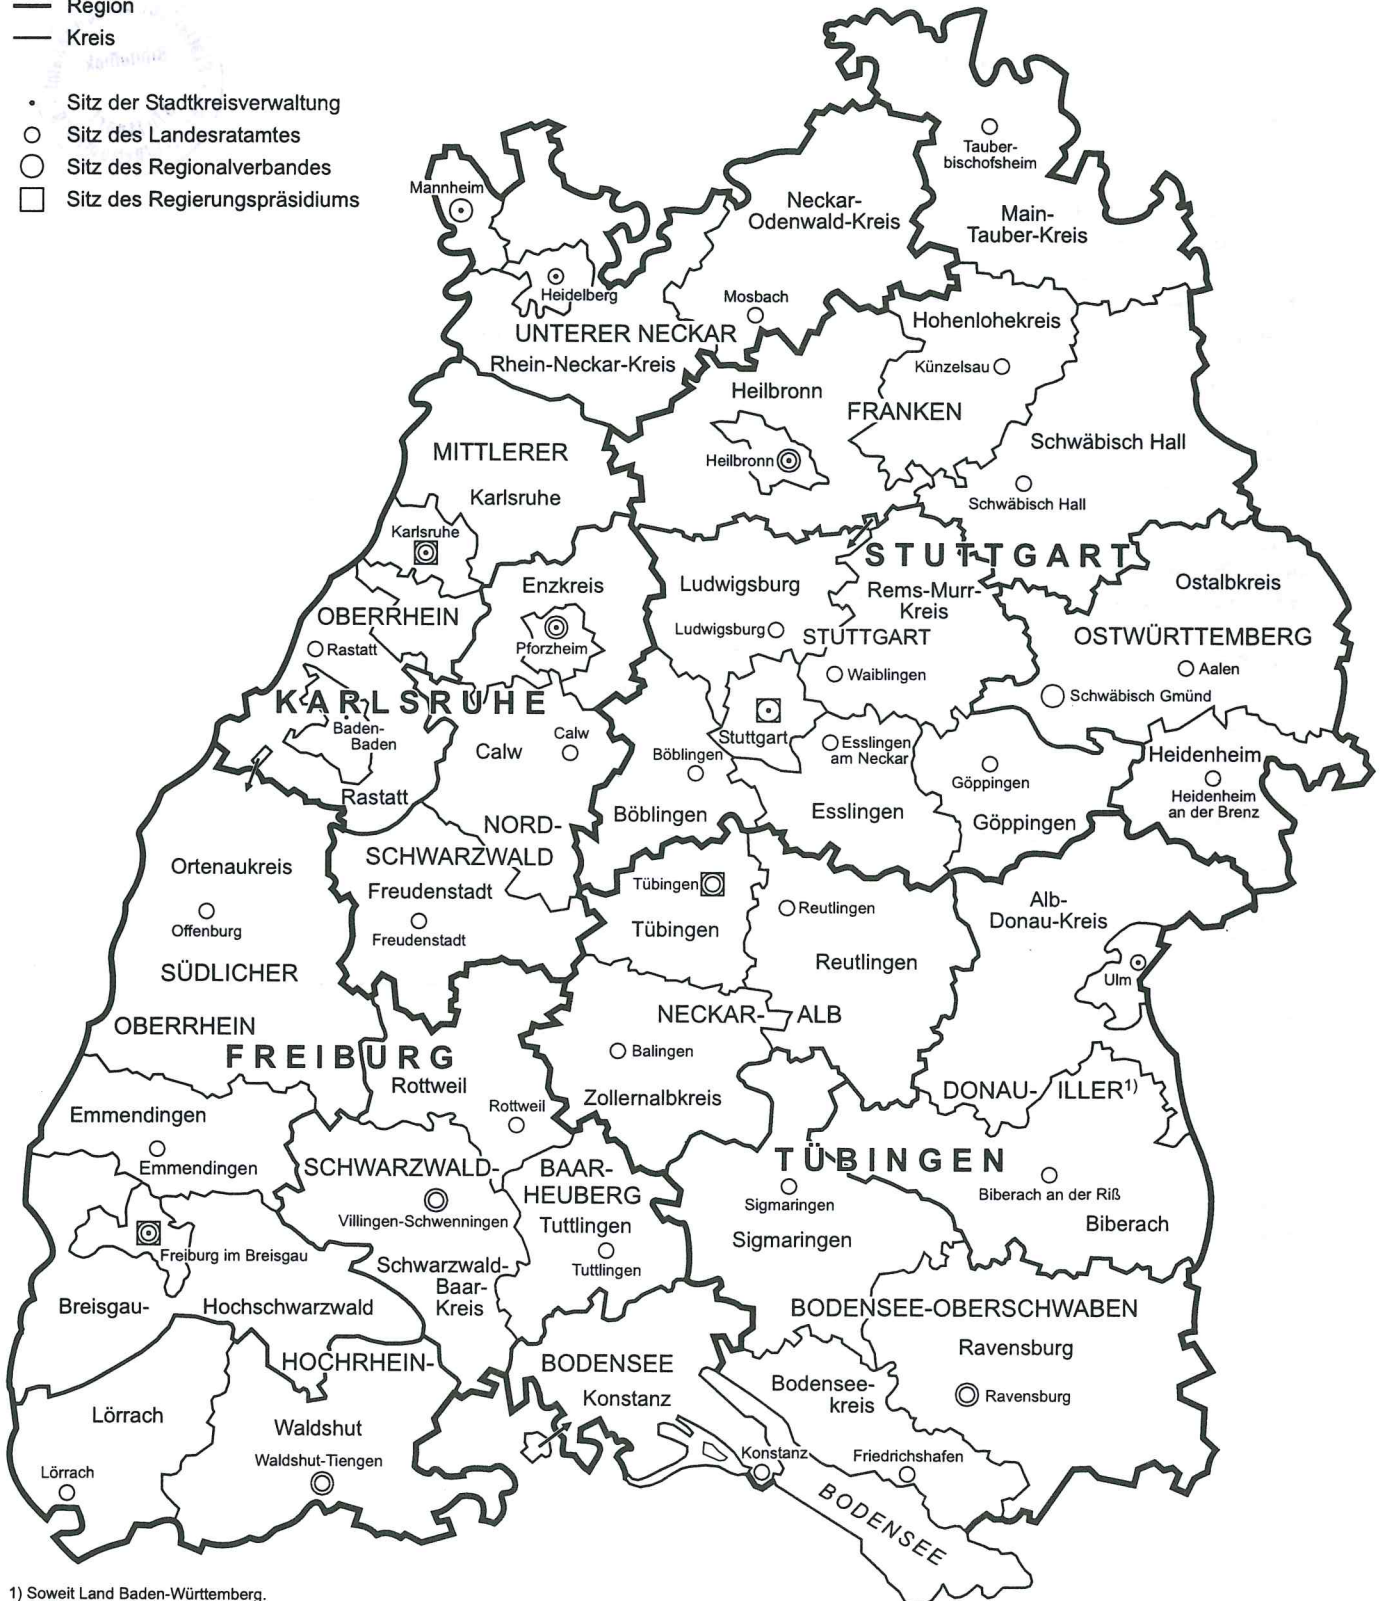 Region
Kreis
Sitz der Stadtkreisverwaltung
Sitz des Landesratamtes
Sitz des Regionalverbandes
Sitz des Regierungspräsidiums
Tauber-
bischofsheim
Main-
Tauber-Kreis
Mannheim
Neckar-
Odenwald-Kreis
Heidelberg
Mosbach
UNTERER NECKAR
Rhein-Neckar-Kreis
Hohenlohekreis
Künzelsau
Heilbronn
FRANKEN
Heilbronn
Schwäbisch Hall
Schwäbisch Hall
MITTLERER
Karlsruhe
Karlsruhe
STUTTGART
Enzkreis
Ludwigsburg
Rems-Murr-
Kreis
Ostalbkreis
OBERRHEIN
Rastatt
Pforzheim
Ludwigsburg
STUTTGART
OSTWÜRTTEMBERG
Waiblingen
Aalen
Schwäbisch Gmünd
KARLSRUHE
Baden-
Baden
Calw
Calw
Stuttgart
Böblingen
Esslingen
am Neckar
Göppingen
Heidenheim
Heidenheim
an der Brenz
Rastatt
Böblingen
Esslingen
Göppingen
NORD-
SCHWARZWALD
Ortenaukreis
Offenburg
Freudenstadt
Freudenstadt
Tübingen
Tübingen
Reutlingen
Reutlingen
Alb-
Donau-Kreis
Ulm
SÜDLICHER
OBERRHEIN
NECKAR- ALB
Balingen
Zollernalbkreis
FREIBURG
Rottweil
Rottweil
DONAU- ILLER1)
Emmendingen
Emmendingen
SCHWARZWALD-
Villingen-Schwenningen
BAAR-
HEUBERG
Tuttlingen
Tuttlingen
TÜBINGEN
Sigmaringen
Sigmaringen
Biberach an der Riß
Biberach
Freiburg im Breisgau
Schwarzwald-
Baar-
Kreis
Breisgau- Hochschwarzwald
BODENSEE-OBERSCHWABEN
Ravensburg
Ravensburg
HOCHRHEIN-
BODENSEE
Konstanz
Bodensee-
kreis
Lörrach
Lörrach
Waldshut
Waldshut-Tiengen
Konstanz
Friedrichshafen
BODENSEE
1) Soweit Land Baden-Württemberg.